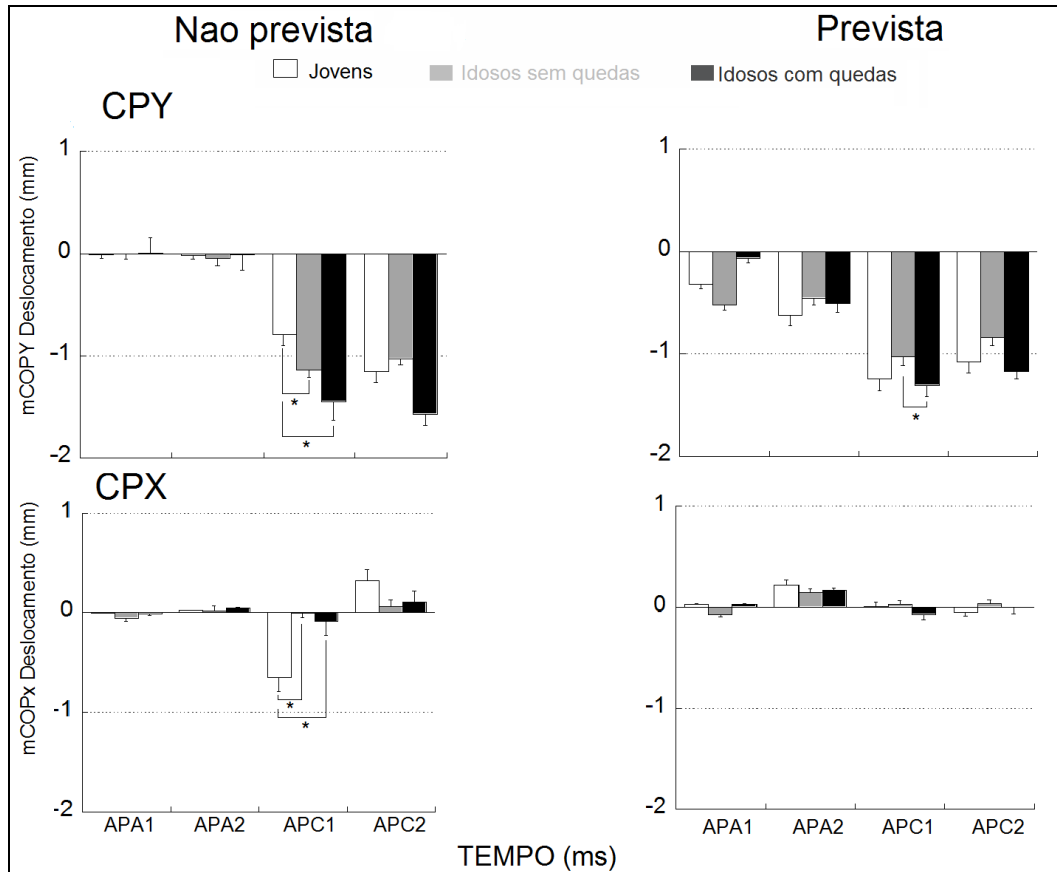 Nao prevista
Prevista
Jovens
Idosos sem quedas
Idosos com quedas
CPY
mCOPY Deslocamento (mm)
1
0
-1
-2
*
*
1
0
-1
-2
*
CPX
mCOPx Deslocamento (mm)
1
0
-1
-2
*
*
APA1 APA2 APC1 APC2
1
0
-1
-2
APA1 APA2 APC1 APC2
TEMPO (ms)